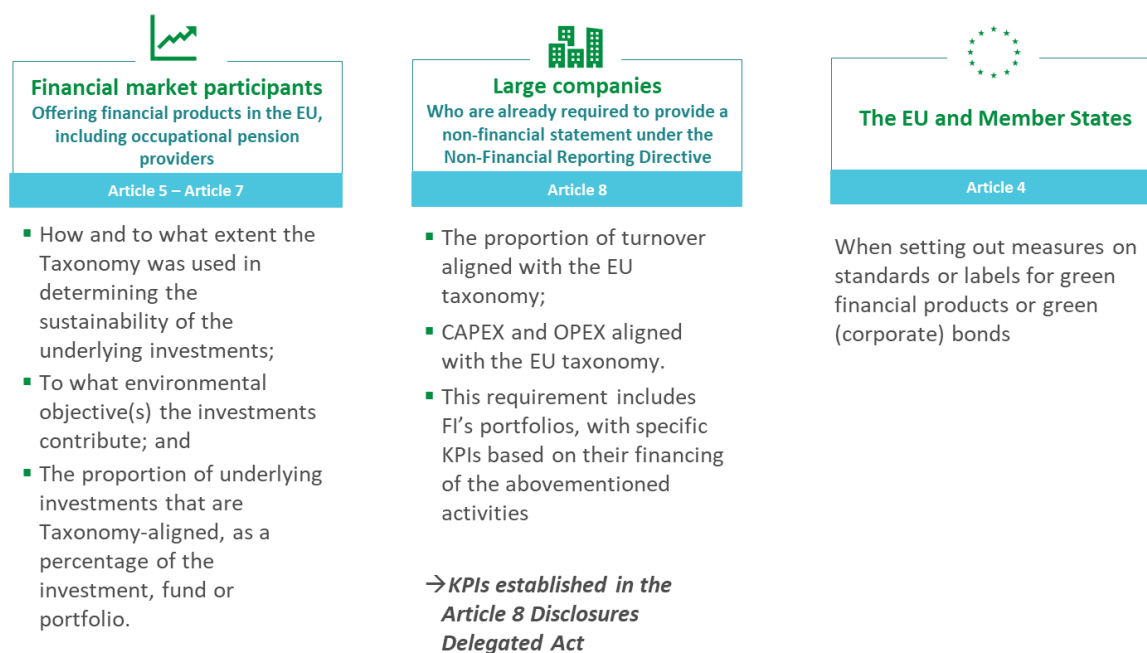 Financial market participants
Offering financial products in the EU,
including occupational pension
providers
Article 5 – Article 7
▪ How and to what extent the
Taxonomy was used in
determining the
sustainability of the
underlying investments;
▪ To what environmental
objective(s) the investments
contribute; and
▪ The proportion of underlying
investments that are
Taxonomy-aligned, as a
percentage of the
investment, fund or
portfolio.
Large companies
Who are already required to provide a
non-financial statement under the
Non-Financial Reporting Directive
Article 8
▪ The proportion of turnover
aligned with the EU
taxonomy;
▪ CAPEX and OPEX aligned
with the EU taxonomy.
▪ This requirement includes
FI’s portfolios, with specific
KPIs based on their financing
of the abovementioned
activities
→KPIs established in the
Article 8 Disclosures
Delegated Act
The EU and Member States
Article 4
When setting out measures on
standards or labels for green
financial products or green
(corporate) bonds